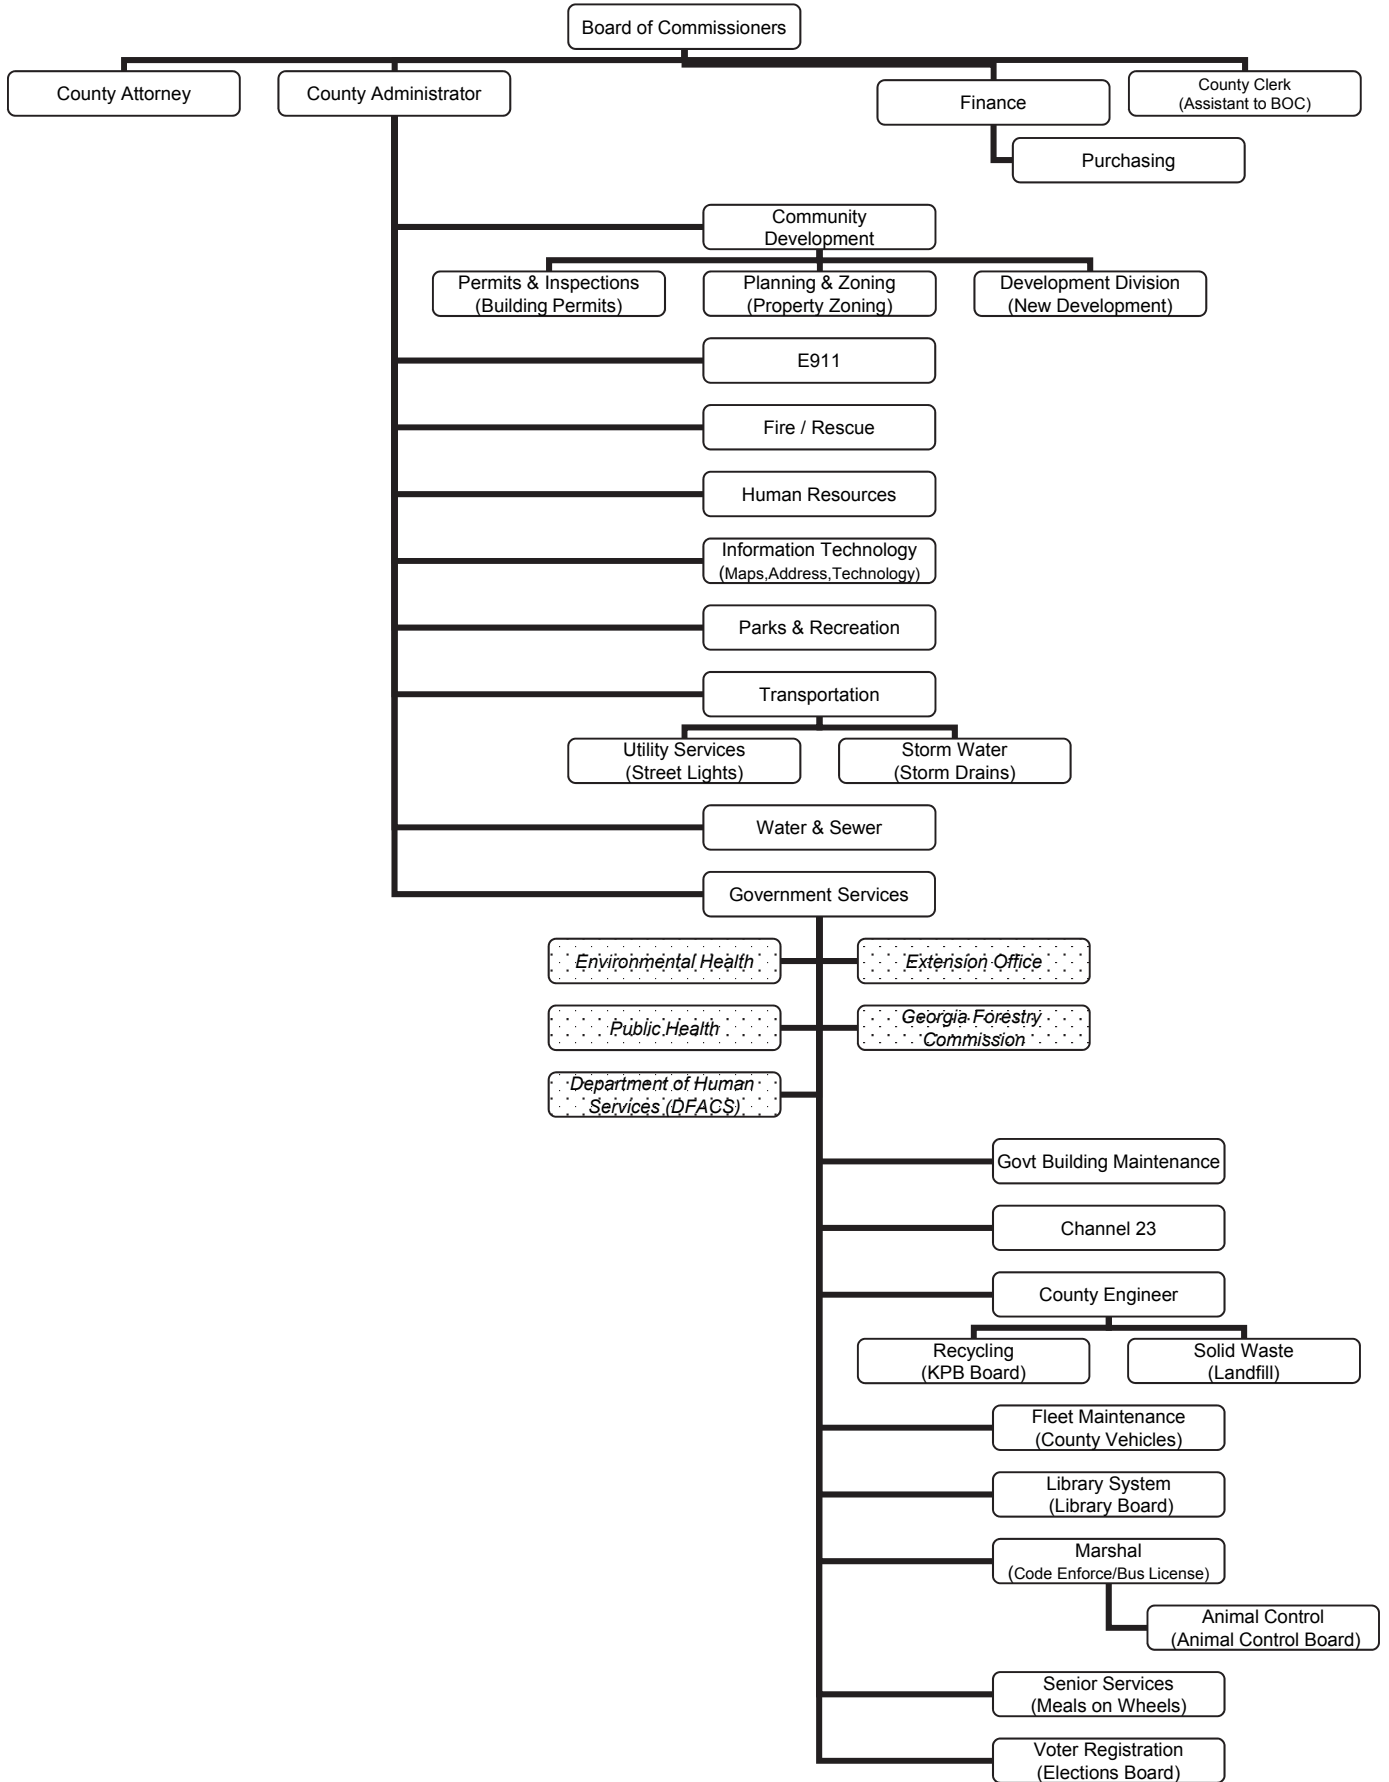 Board of Commissioners
County Attorney
County Administrator
Finance
County Clerk
(Assistant to BOC)
Purchasing
Community
Development
Permits & Inspections
(Building Permits)
Planning & Zoning
(Property Zoning)
Development Division
(New Development)
E911
Fire / Rescue
Human Resources
Information Technology
(Maps,Address,Technology)
Parks & Recreation
Transportation
Utility Services
(Street Lights)
Storm Water
(Storm Drains)
Water & Sewer
Government Services
Environmental Health
Extension Office
Public Health
Georgia Forestry
Commission
Department of Human
Services (DFACS)
Govt Building Maintenance
Channel 23
County Engineer
Recycling
(KPB Board)
Solid Waste
(Landfill)
Fleet Maintenance
(County Vehicles)
Library System
(Library Board)
Marshal
(Code Enforce/Bus License)
Animal Control
(Animal Control Board)
Senior Services
(Meals on Wheels)
Voter Registration
(Elections Board)